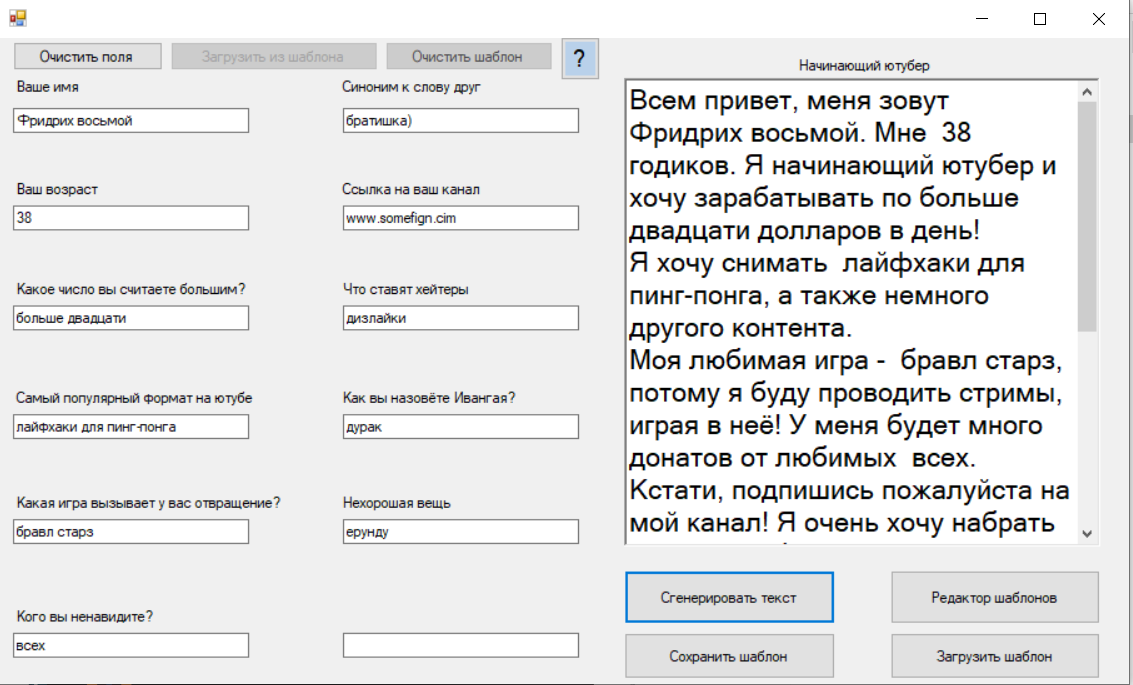 Очистить поля
Загрузить из шаблона
Очистить шаблон
?
Ваше имя
Фридрих восьмой
Синоним к слову друг
братишка)
Ваш возраст
38
Ссылка на ваш канал
www.somefign.cim
Какое число вы считаете большим?
больше двадцати
Что ставят хейтеры
дизлайки
Самый популярный формат на ютубе
лайфхаки для пинг-понга
Как вы назовёте Ивангая?
дурак
Какая игра вызывает у вас отвращение?
бравл старз
Нехорошая вещь
ерунду
Кого вы ненавидите?
всех
Начинающий ютубер
Всем привет, меня зовут
Фридрих восьмой. Мне  38
годиков. Я начинающий ютубер и
хочу зарабатывать по больше
двадцати долларов в день!
Я хочу снимать  лайфхаки для
пинг-понга, а также немного
другого контента.
Моя любимая игра -  бравл старз,
потому я буду проводить стримы,
играя в неё! У меня будет много
донатов от любимых  всех.
Кстати, подпишись пожалуйста на
мой канал! Я очень хочу набрать
Сгенерировать текст
Редактор шаблонов
Сохранить шаблон
Загрузить шаблон